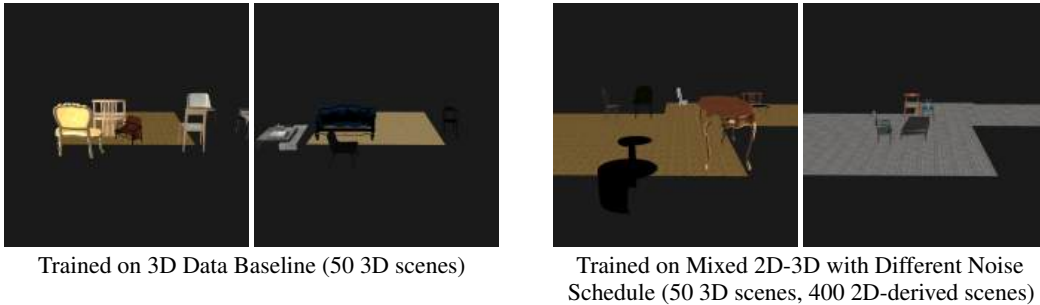 Trained on 3D Data Baseline (50 3D scenes)
Trained on Mixed 2D-3D with Different Noise
Schedule (50 3D scenes, 400 2D-derived scenes)